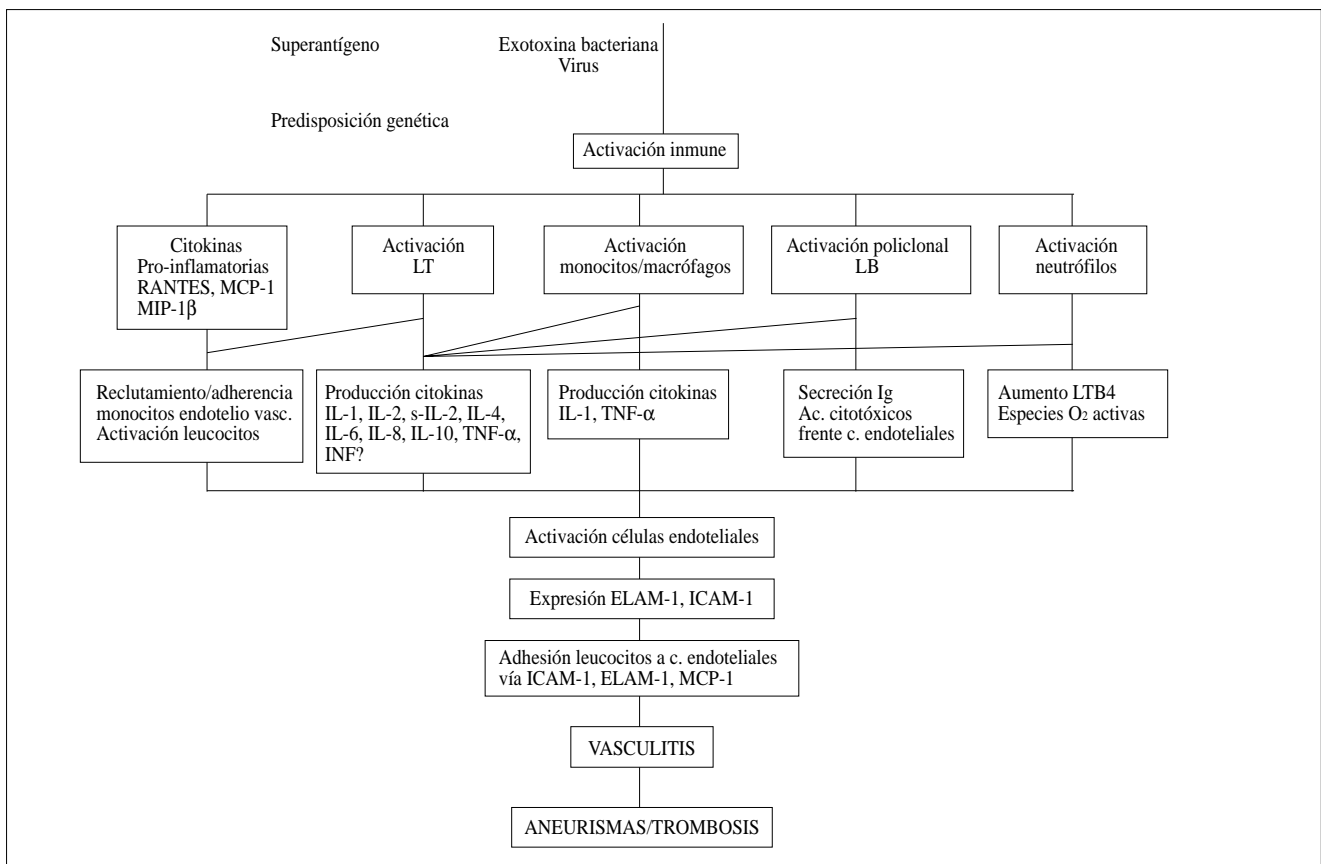 Superantígeno
Exotoxina bacteriana
Virus
Predisposición genética
Activación inmune
Citokinas
Pro-inflamatorias
RANTES, MCP-1
MIP-1β
Activación
LT
Activación
monocitos/macrófagos
Activación policlonal
LB
Activación
neutrófilos
Reclutamiento/adherencia
monocitos endotelio vasc.
Activación leucocitos
Producción citokinas
IL-1, IL-2, s-IL-2, IL-4,
IL-6, IL-8, IL-10, TNF-α,
INF?
Producción citokinas
IL-1, TNF-α
Secreción Ig
Ac. citotóxicos
frente c. endoteliales
Aumento LTB4
Especies O₂ activas
Activación células endoteliales
Expresión ELAM-1, ICAM-1
Adhesión leucocitos a c. endoteliales
vía ICAM-1, ELAM-1, MCP-1
VASCULITIS
ANEURISMAS/TROMBOSIS